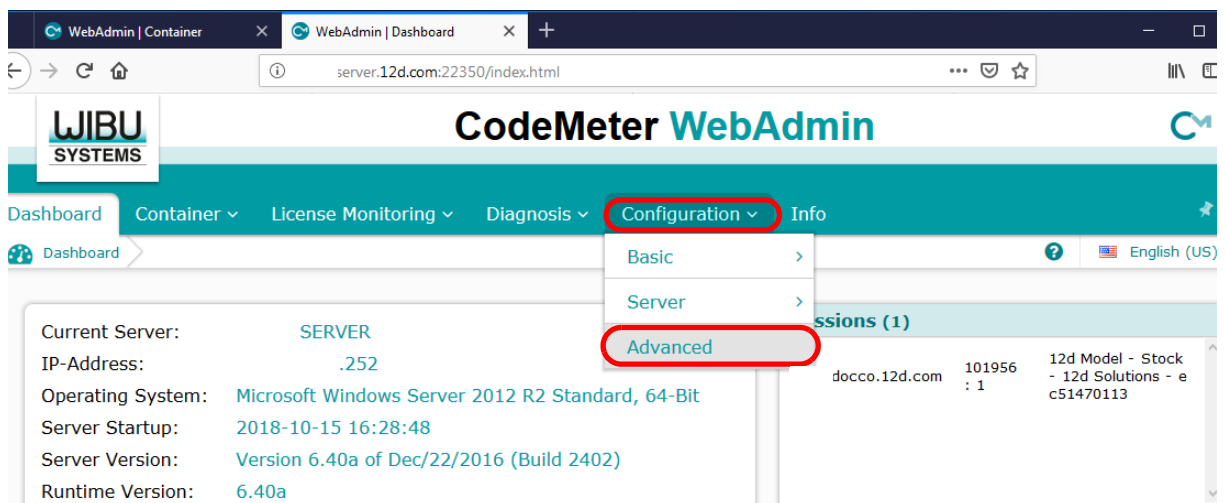 WebAdmin | Container
WebAdmin | Dashboard
server.12d.com:22350/index.html
WIBU
SYSTEMS
CodeMeter WebAdmin
Dashboard
Container
License Monitoring
Diagnosis
Configuration
Info
Dashboard
English (US)
Basic
Server
Advanced
Current Server: SERVER
IP-Address: .252
Operating System: Microsoft Windows Server 2012 R2 Standard, 64-Bit
Server Startup: 2018-10-15 16:28:48
Server Version: Version 6.40a of Dec/22/2016 (Build 2402)
Runtime Version: 6.40a
ssions (1)
docco.12d.com
101956
: 1
12d Model - Stock
- 12d Solutions - e
c51470113